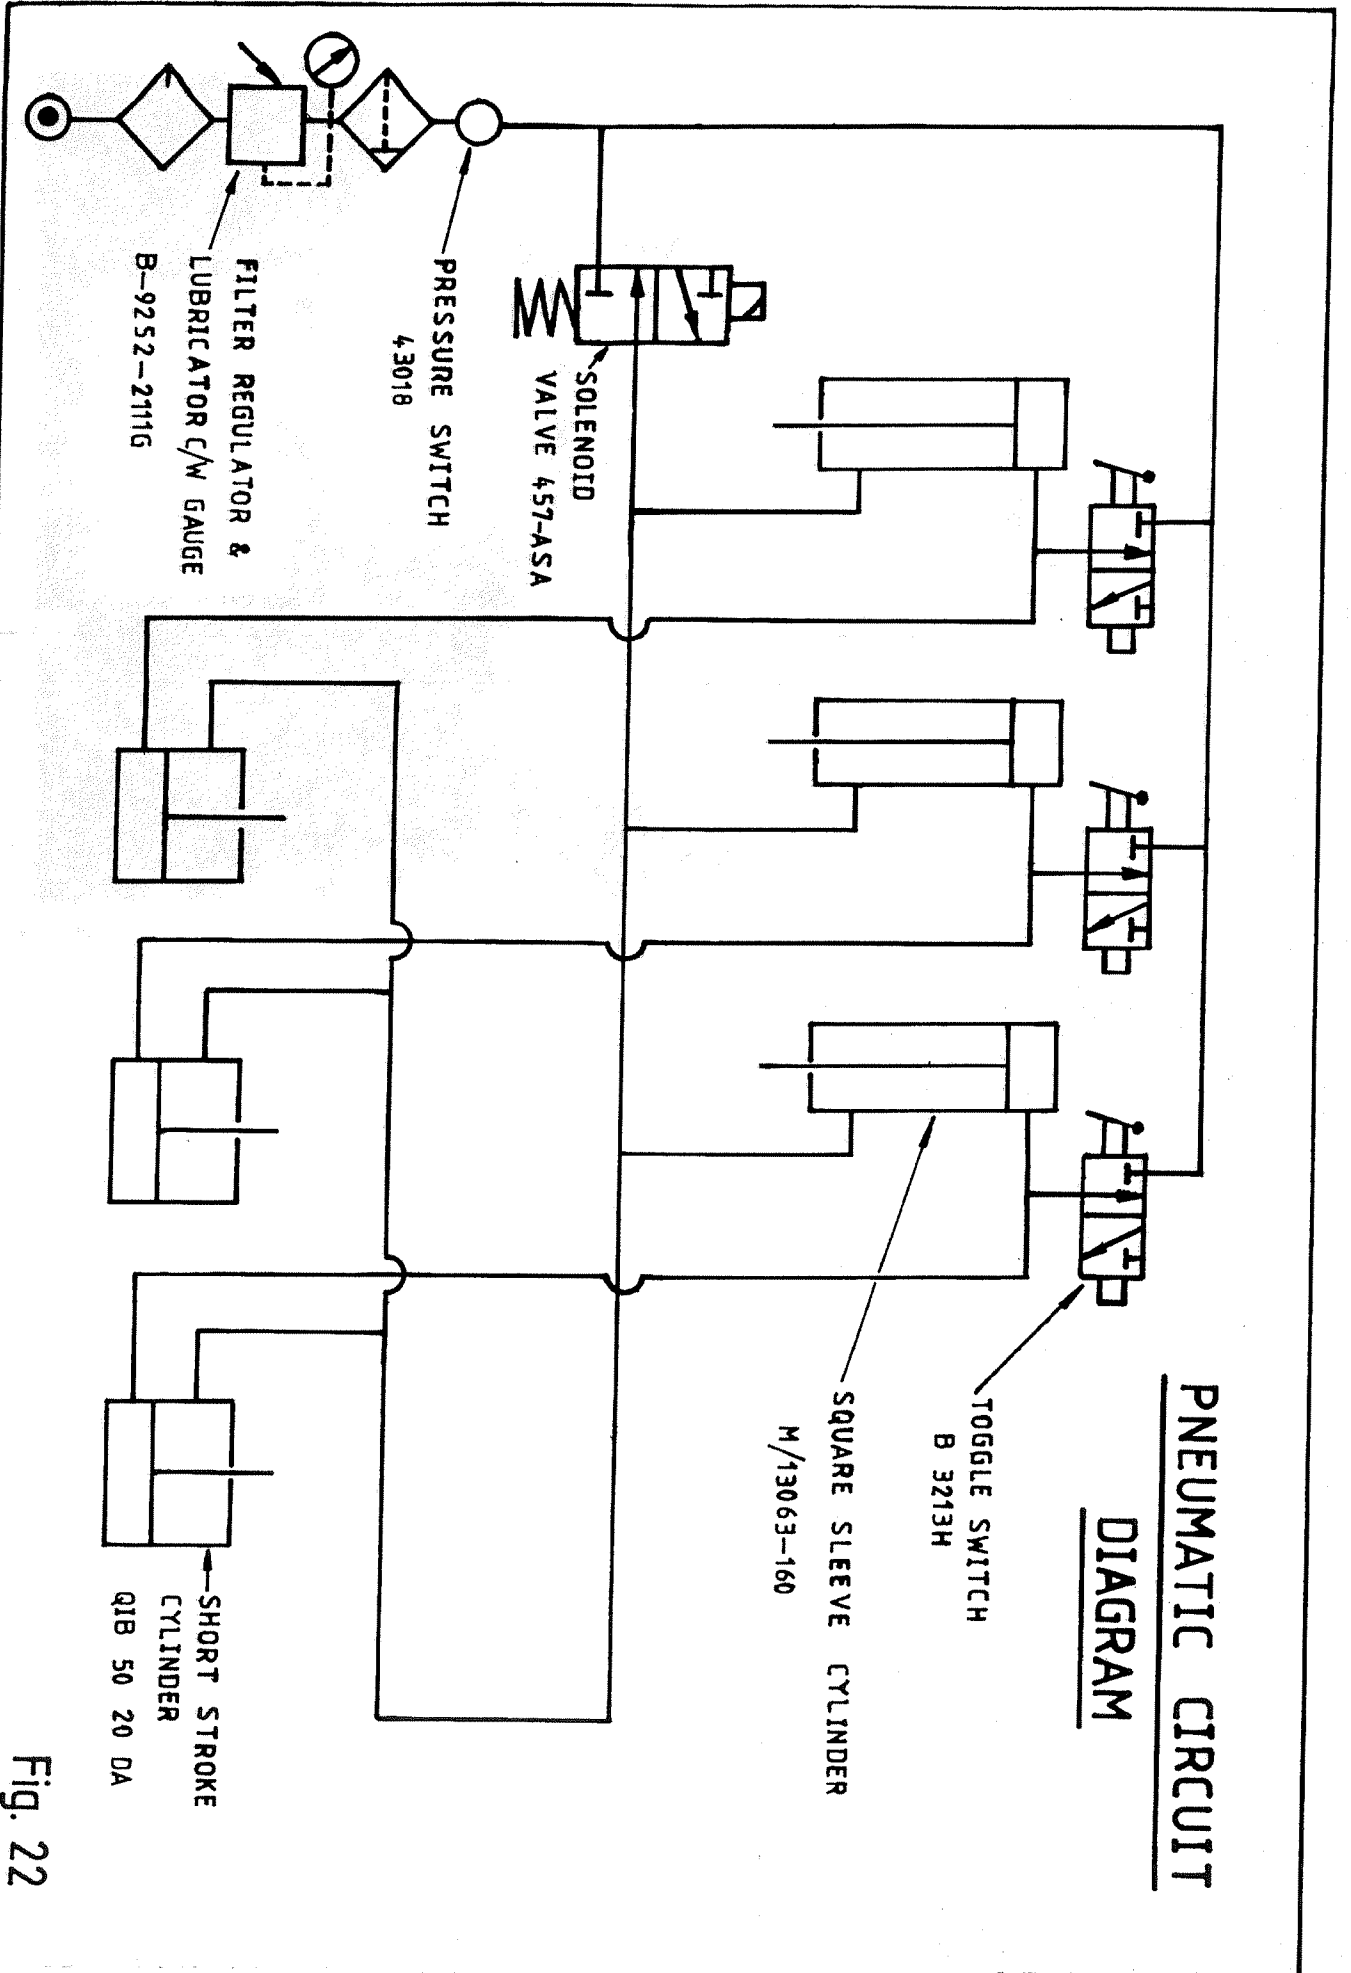 PNEUMATIC CIRCUIT
DIAGRAM
TOGGLE SWITCH
B 3213H
SQUARE SLEEVE CYLINDER
M/13063-160
SOLENOID
VALVE 457-ASA
PRESSURE SWITCH
43018
FILTER REGULATOR &
LUBRICATOR C/W GAUGE
B-9252-2111G
SHORT STROKE
CYLINDER
QIB 50 20 DA
Fig. 22